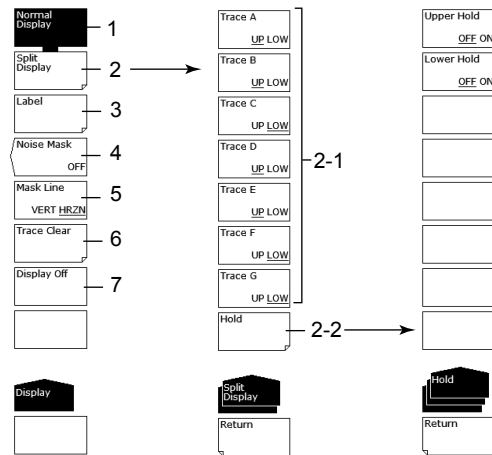 Normal
Display
1
Split
Display
2
Label
3
Noise Mask
OFF
4
Mask Line
VERT HRZN
5
Trace Clear
6
Display Off
7
Display
Trace A
UP LOW
Trace B
UP LOW
Trace C
UP LOW
Trace D
UP LOW
Trace E
UP LOW
Trace F
UP LOW
Trace G
UP LOW
2-1
Hold
2-2
Split
Display
Return
Upper Hold
OFF ON
Lower Hold
OFF ON
Hold
Return